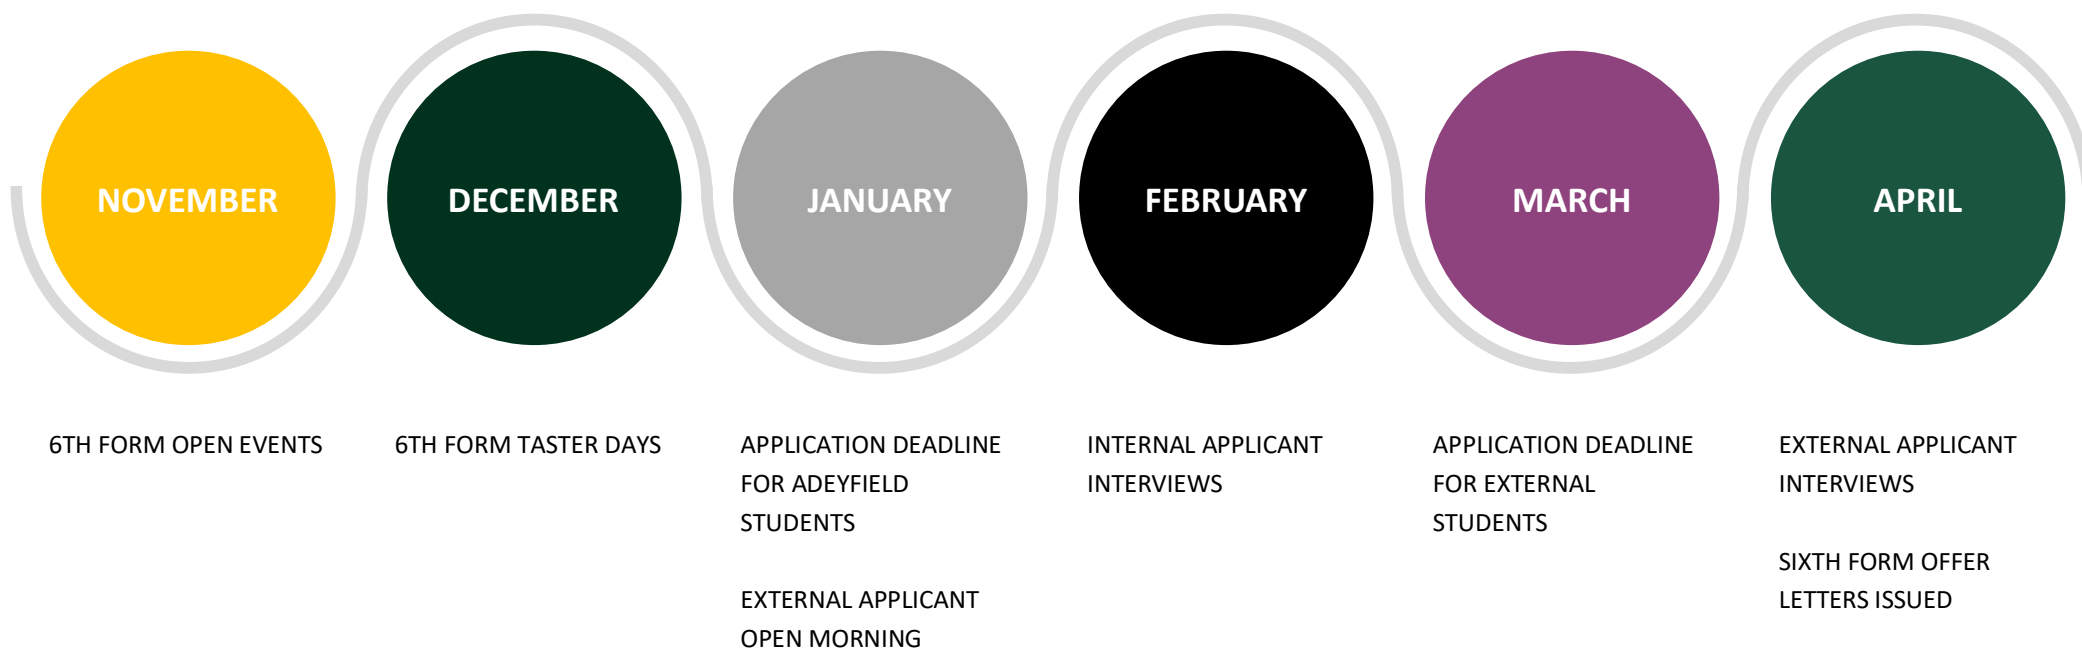 NOVEMBER
DECEMBER
JANUARY
FEBRUARY
MARCH
APRIL
6TH FORM OPEN EVENTS
6TH FORM TASTER DAYS
APPLICATION DEADLINE
FOR ADEYFIELD
STUDENTS
EXTERNAL APPLICANT
OPEN MORNING
INTERNAL APPLICANT
INTERVIEWS
APPLICATION DEADLINE
FOR EXTERNAL
STUDENTS
EXTERNAL APPLICANT
INTERVIEWS
SIXTH FORM OFFER
LETTERS ISSUED